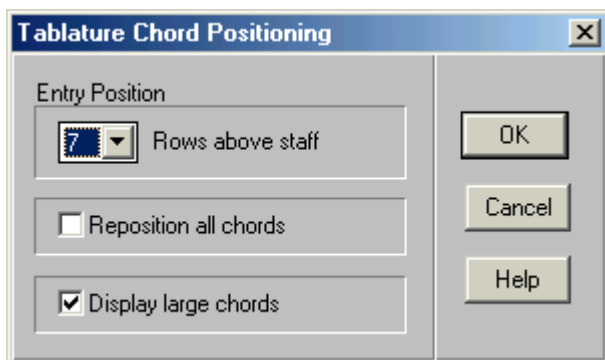 Tablature Chord Positioning
Entry Position
7 Rows above staff
Reposition all chords
Display large chords
OK
Cancel
Help